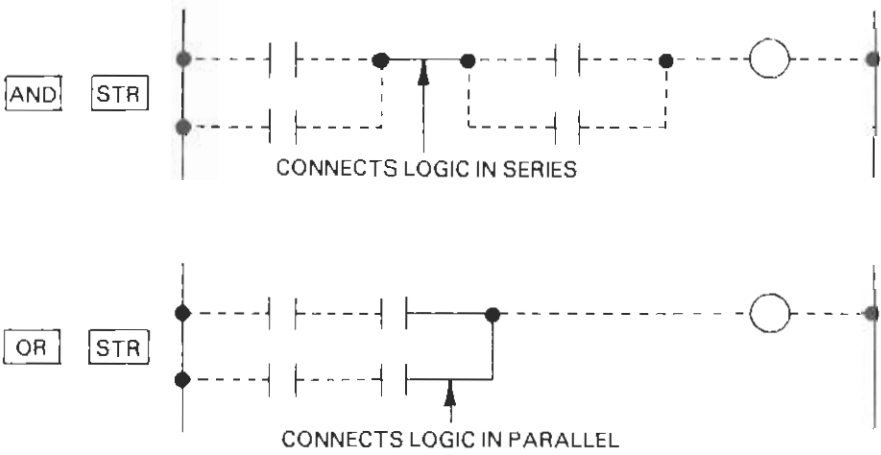 AND STR
CONNECTS LOGIC IN SERIES
OR STR
CONNECTS LOGIC IN PARALLEL